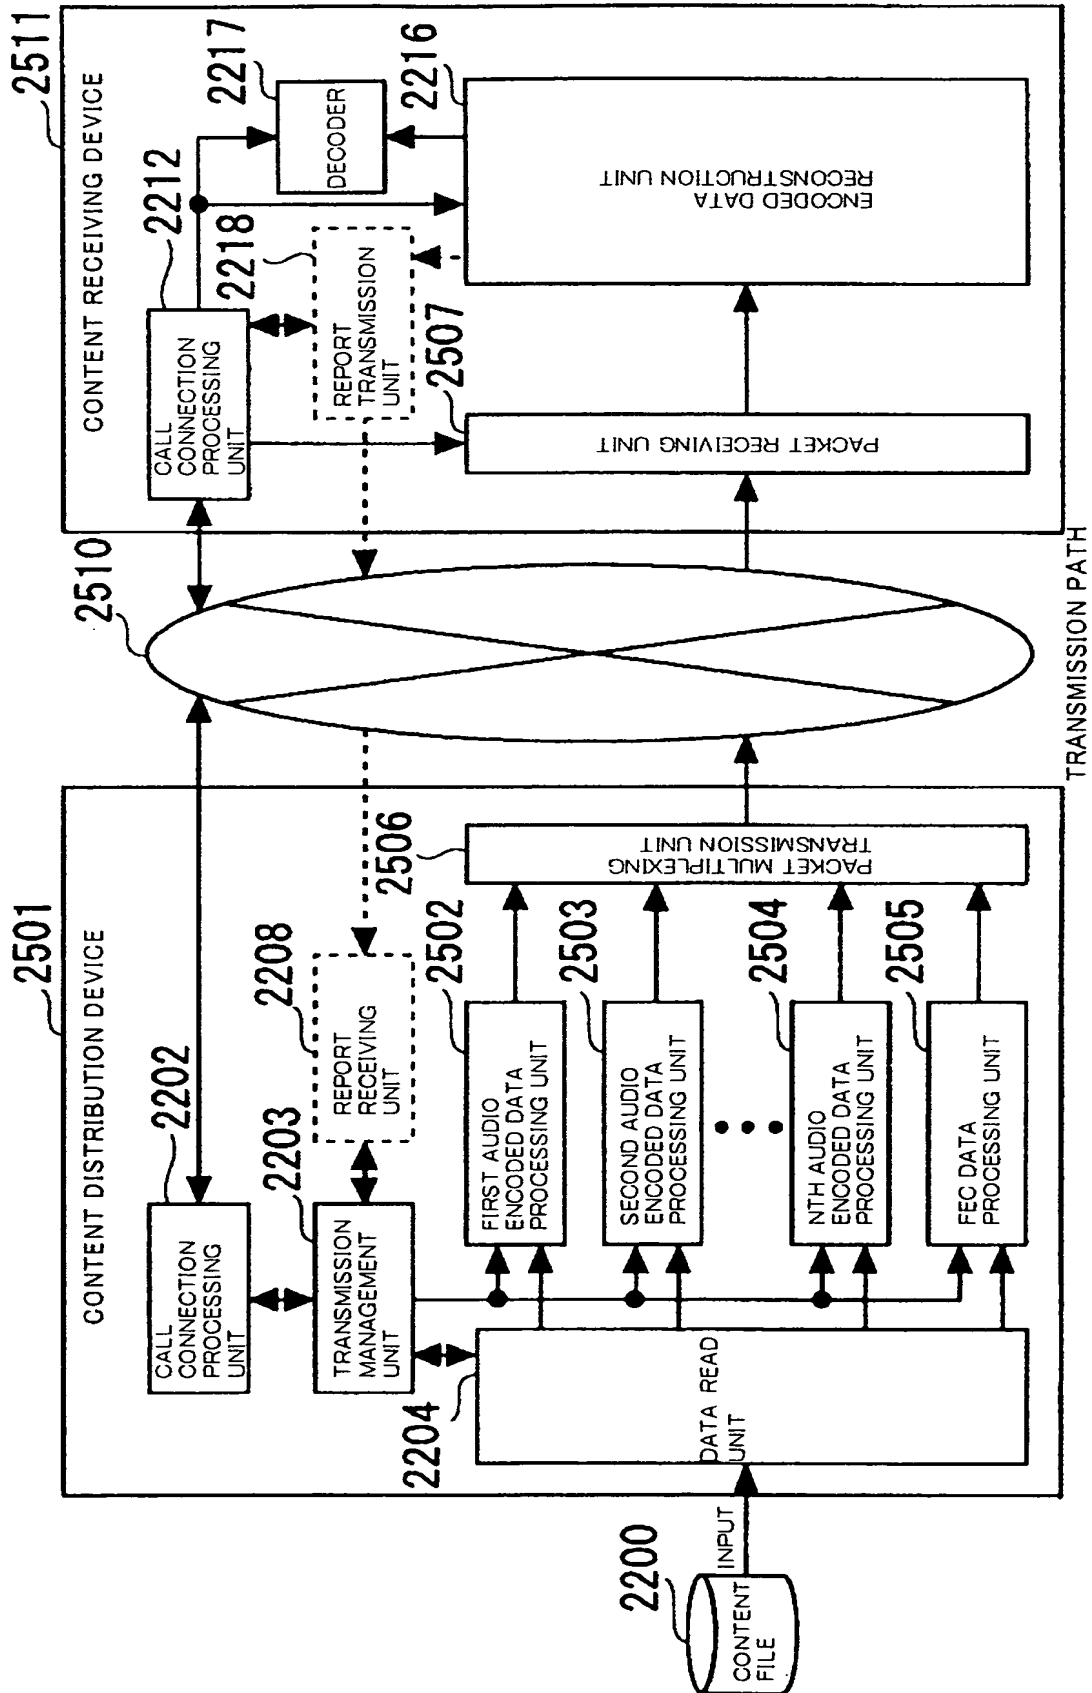 2501
CONTENT DISTRIBUTION DEVICE
2202
CALL
CONNECTION
PROCESSING
UNIT
2203
TRANSMISSION
MANAGEMENT
UNIT
2208
REPORT
RECEIVING
UNIT
2204
DATA READ
UNIT
2200
CONTENT
FILE
INPUT
2502
FIRST AUDIO
ENCODED DATA
PROCESSING UNIT
2503
SECOND AUDIO
ENCODED DATA
PROCESSING UNIT
2504
NTH AUDIO
ENCODED DATA
PROCESSING UNIT
2505
FEC DATA
PROCESSING UNIT
2506
PACKET MULTIPLEXING
TRANSMISSION UNIT
2510
TRANSMISSION PATH
2511
CONTENT RECEIVING DEVICE
2212
CALL
CONNECTION
PROCESSING
UNIT
2218
REPORT
TRANSMISSION
UNIT
2217
DECODER
2507
PACKET RECEIVING UNIT
2216
ENCODED DATA
RECONSTRUCTION UNIT